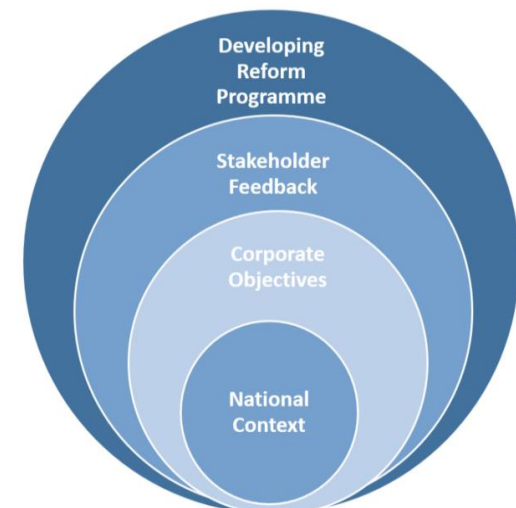 Developing
Reform
Programme
Stakeholder
Feedback
Corporate
Objectives
National
Context